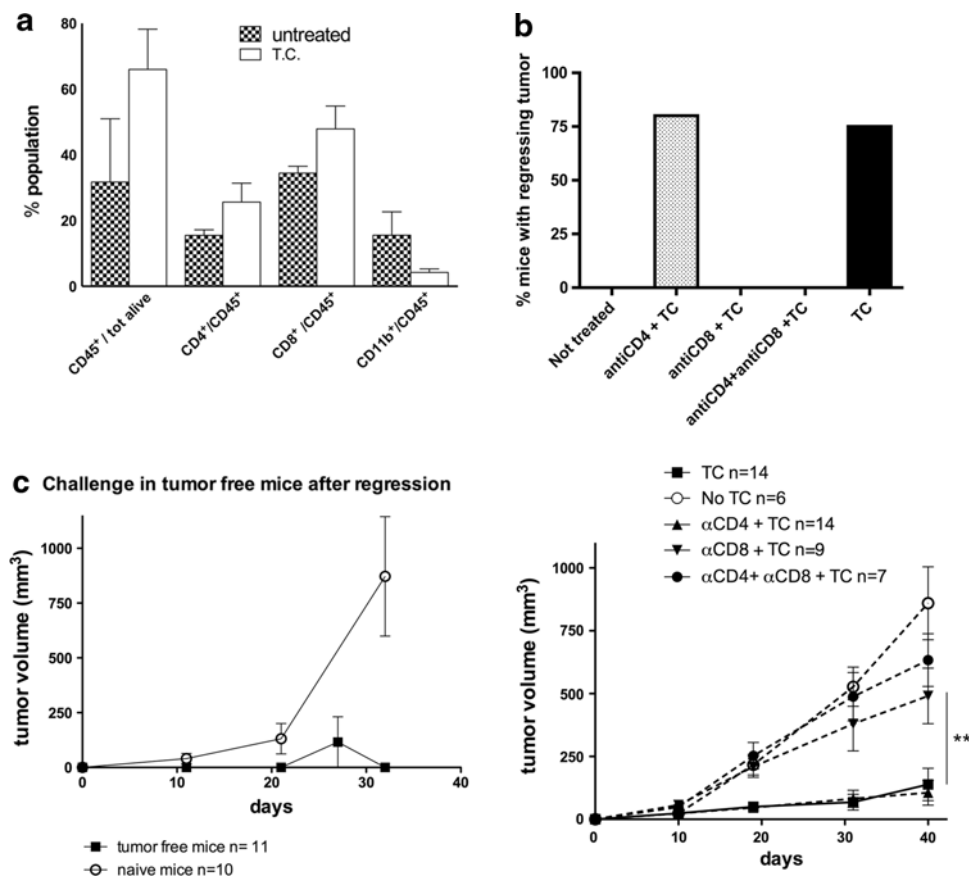 a
untreated
T.C.
% population
80
60
40
20
0
CD45+/ tot alive
CD4+/CD45+
CD8+ /CD45+
CD11b+/CD45+
b
% mice with regressing tumor
100
75
50
25
0
Not treated
antiCD4 + TC
antiCD8 + TC
antiCD4+antiCD8 +TC
TC
c Challenge in tumor free mice after regression
tumor volume (mm³)
1000
750
500
250
0
0 10 20 30 40
days
tumor free mice n= 11
naive mice n=10
TC n=14
No TC n=6
αCD4 + TC n=14
αCD8 + TC n=9
αCD4+ αCD8 + TC n=7
tumor volume (mm³)
1000
750
500
250
0
**
0 10 20 30 40
days